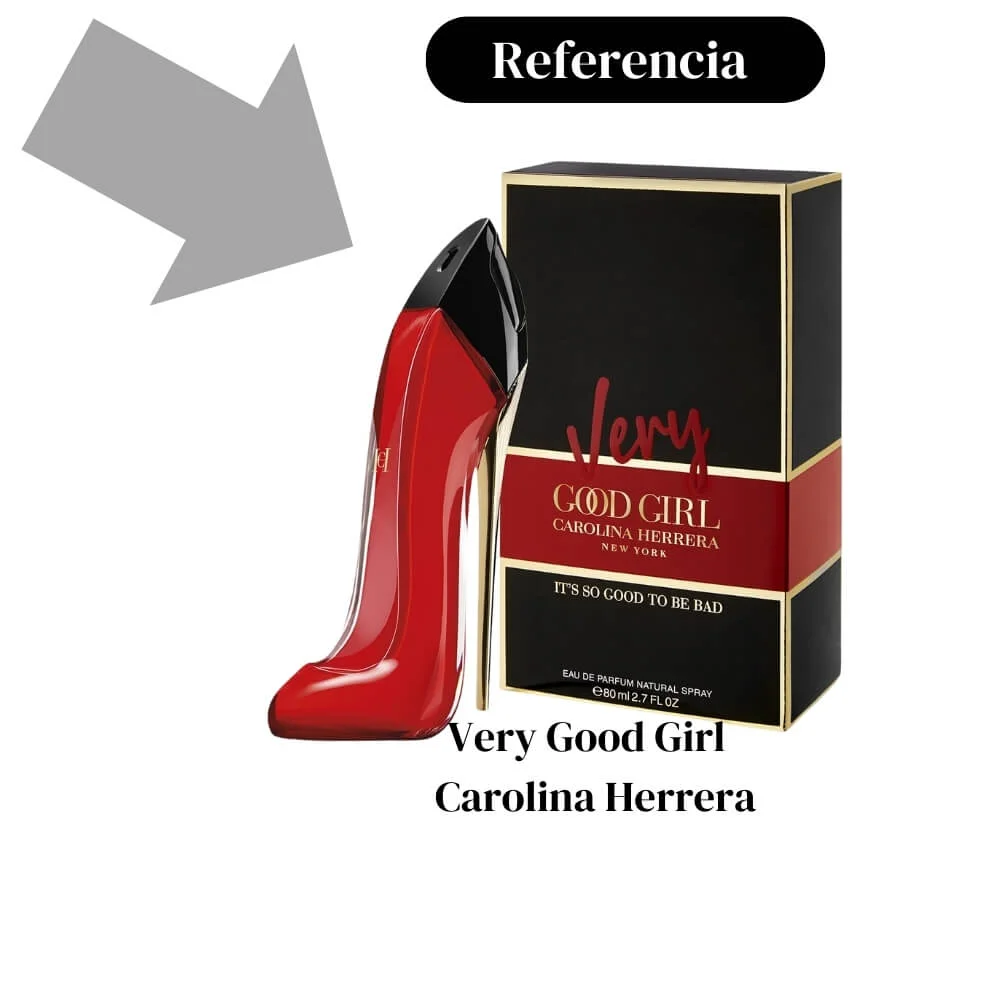 Referencia
Very
GOOD GIRL
CAROLINA HERRERA
NEW YORK
IT'S SO GOOD TO BE BAD
EAU DE PARFUM NATURAL SPRAY
℮80 ml 2.7 FL OZ
CH
Very Good Girl
Carolina Herrera